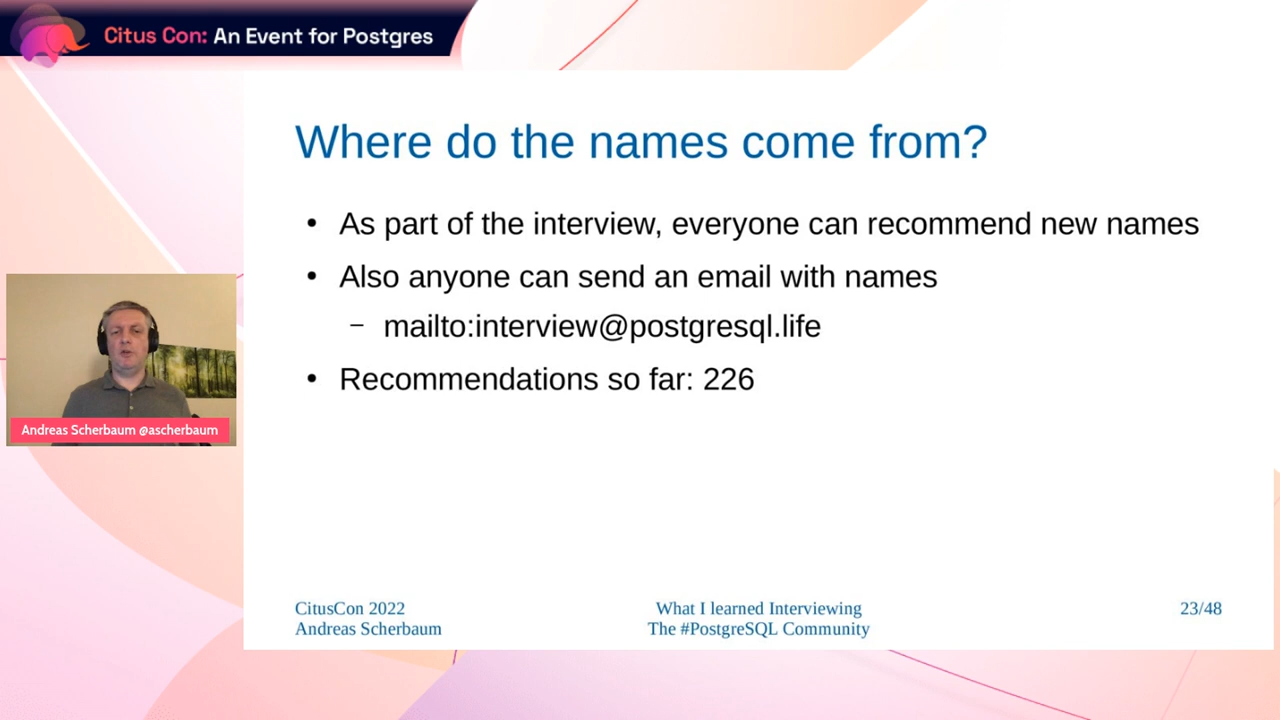 Citus Con: An Event for Postgres
Where do the names come from?
• As part of the interview, everyone can recommend new names
• Also anyone can send an email with names
– mailto:interview@postgresql.life
• Recommendations so far: 226
Andreas Scherbaum @ascherbaum
CitusCon 2022
Andreas Scherbaum
What I learned Interviewing
The #PostgreSQL Community
23/48